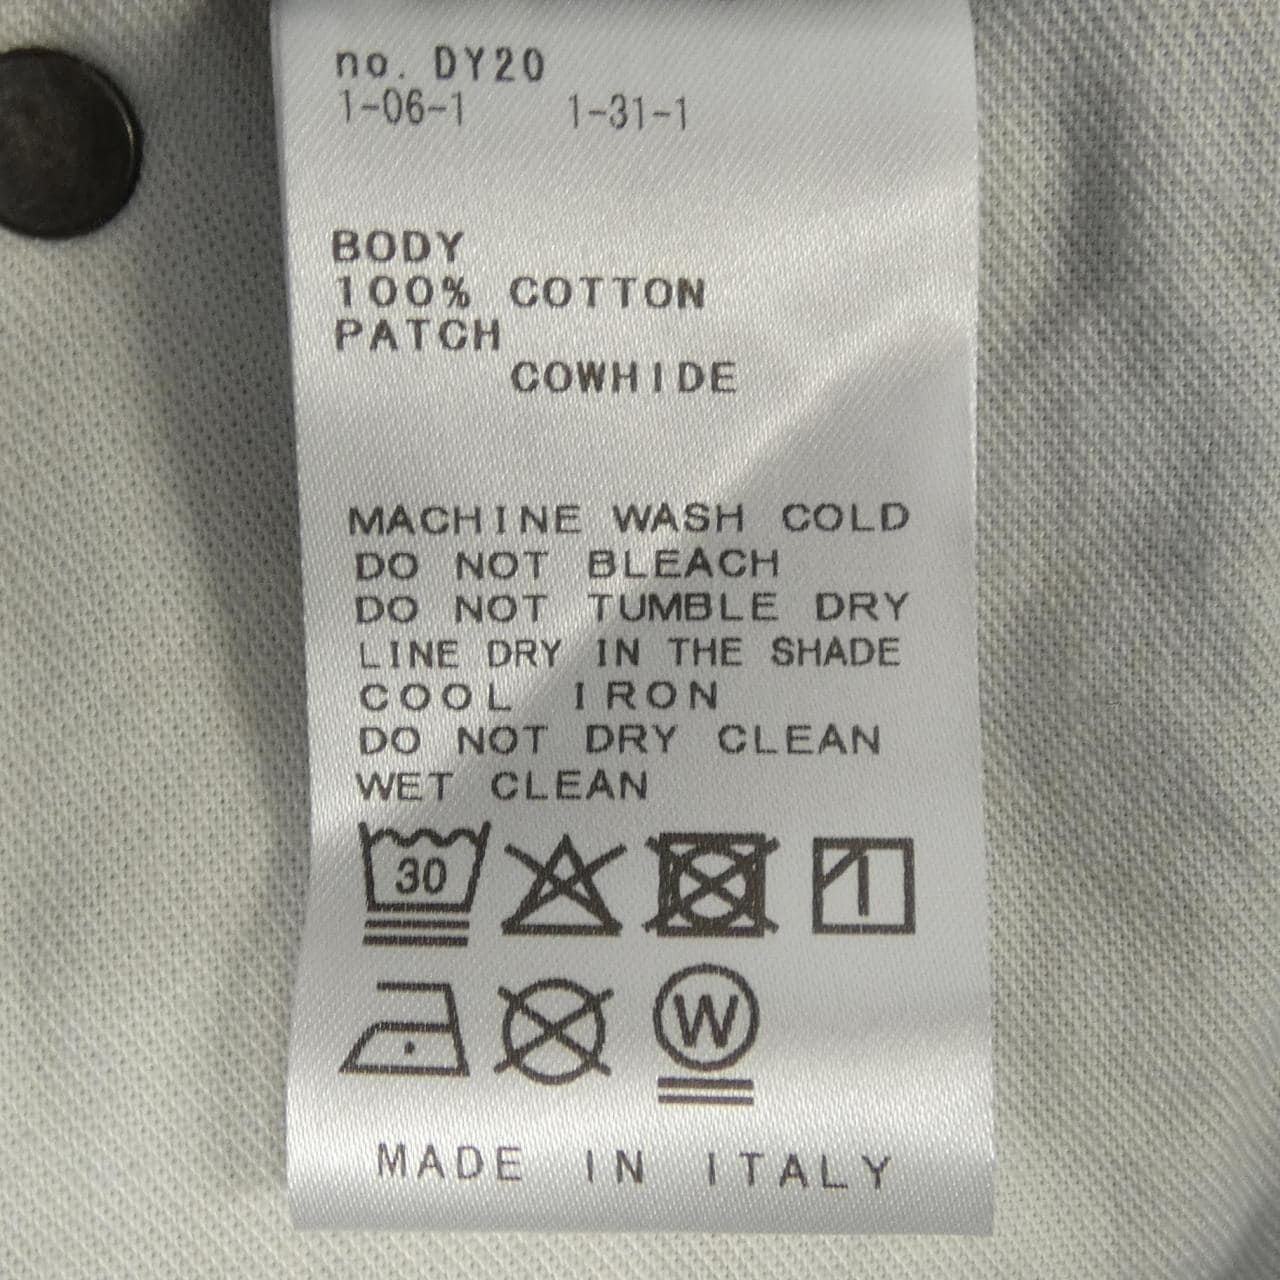 no. DY20
1-06-1 1-31-1
BODY
100% COTTON
PATCH
COWHIDE
MACHINE WASH COLD
DO NOT BLEACH
DO NOT TUMBLE DRY
LINE DRY IN THE SHADE
COOL IRON
DO NOT DRY CLEAN
WET CLEAN
30
W
MADE IN ITALY